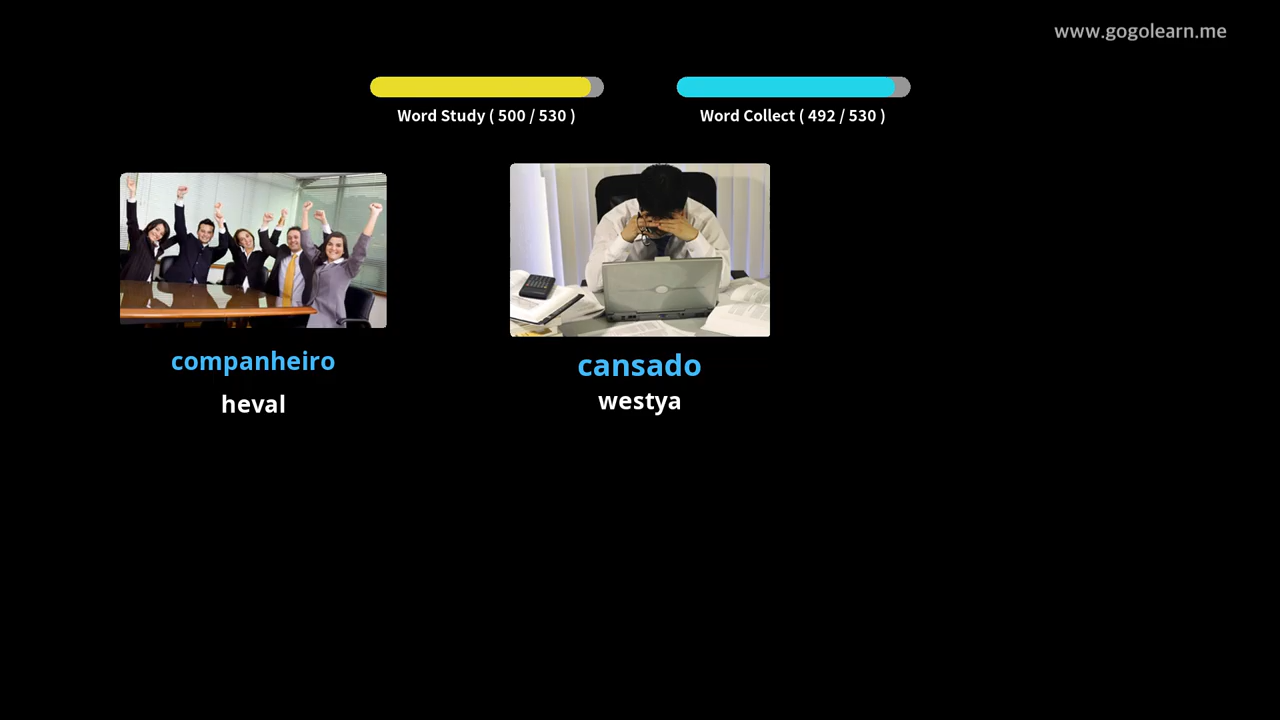 www.gogolearn.me
Word Study ( 500 / 530 )
Word Collect ( 492 / 530 )
companheiro
heval
cansado
westya